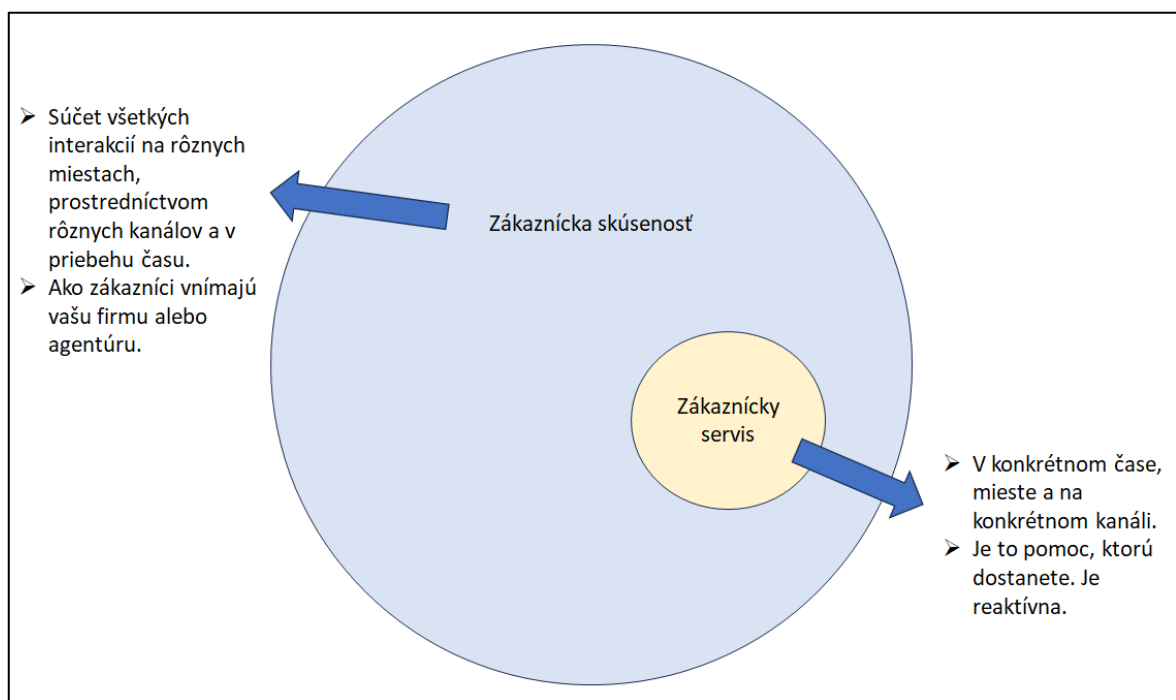 ➢ Súčet všetkých
interakcií na rôznych
miestach,
prostredníctvom
rôznych kanálov a v
priebehu času.
➢ Ako zákazníci vnímajú
vašu firmu alebo
agentúru.
Zákaznícka skúsenosť
Zákaznícky
servis
➢ V konkrétnom čase,
mieste a na
konkrétnom kanáli.
➢ Je to pomoc, ktorú
dostanete. Je
reaktívna.